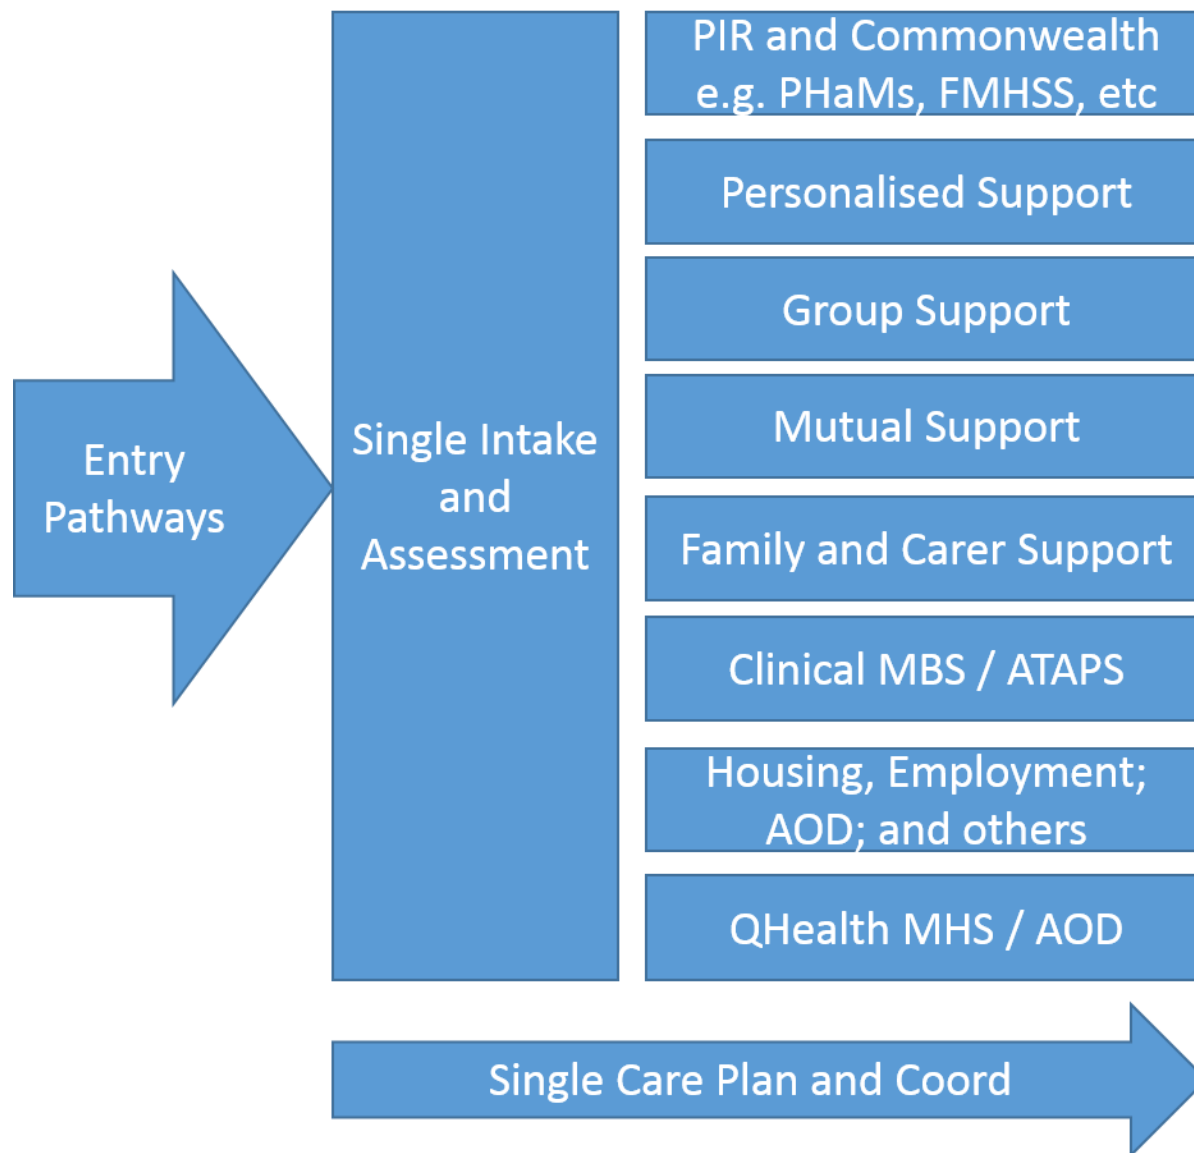 Entry
Pathways
Single Intake
and
Assessment
PIR and Commonwealth
e.g. PHaMs, FMHSS, etc
Personalised Support
Group Support
Mutual Support
Family and Carer Support
Clinical MBS / ATAPS
Housing, Employment;
AOD; and others
QHealth MHS / AOD
Single Care Plan and Coord